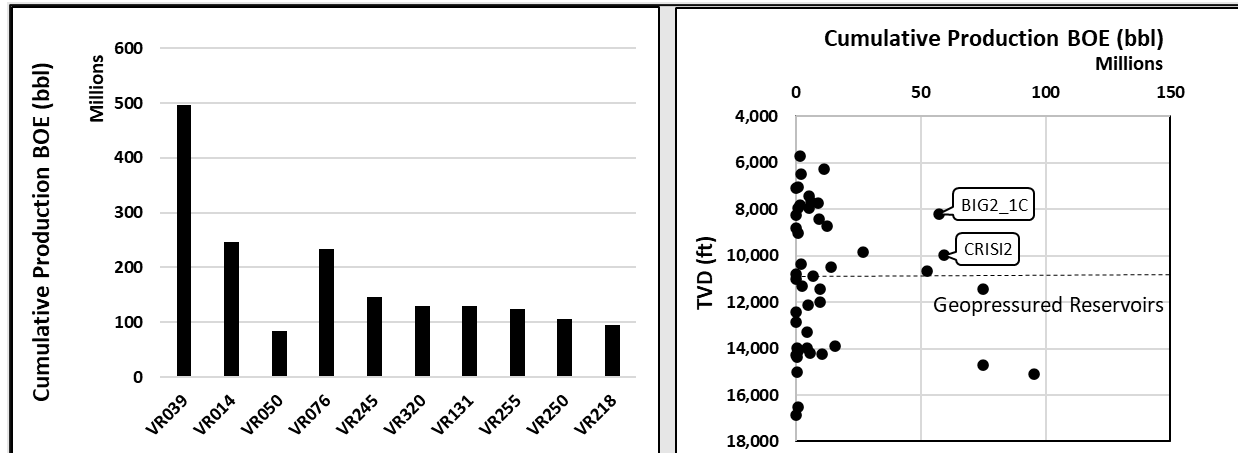 Cumulative Production BOE (bbl)
Millions
600
500
400
300
200
100
0
VR039
VR014
VR050
VR076
VR245
VR320
VR131
VR255
VR250
VR218
Cumulative Production BOE (bbl)
Millions
0 50 100 150
TVD (ft)
4,000
6,000
8,000
10,000
12,000
14,000
16,000
18,000
BIG2_1C
CRISI2
Geopressured Reservoirs